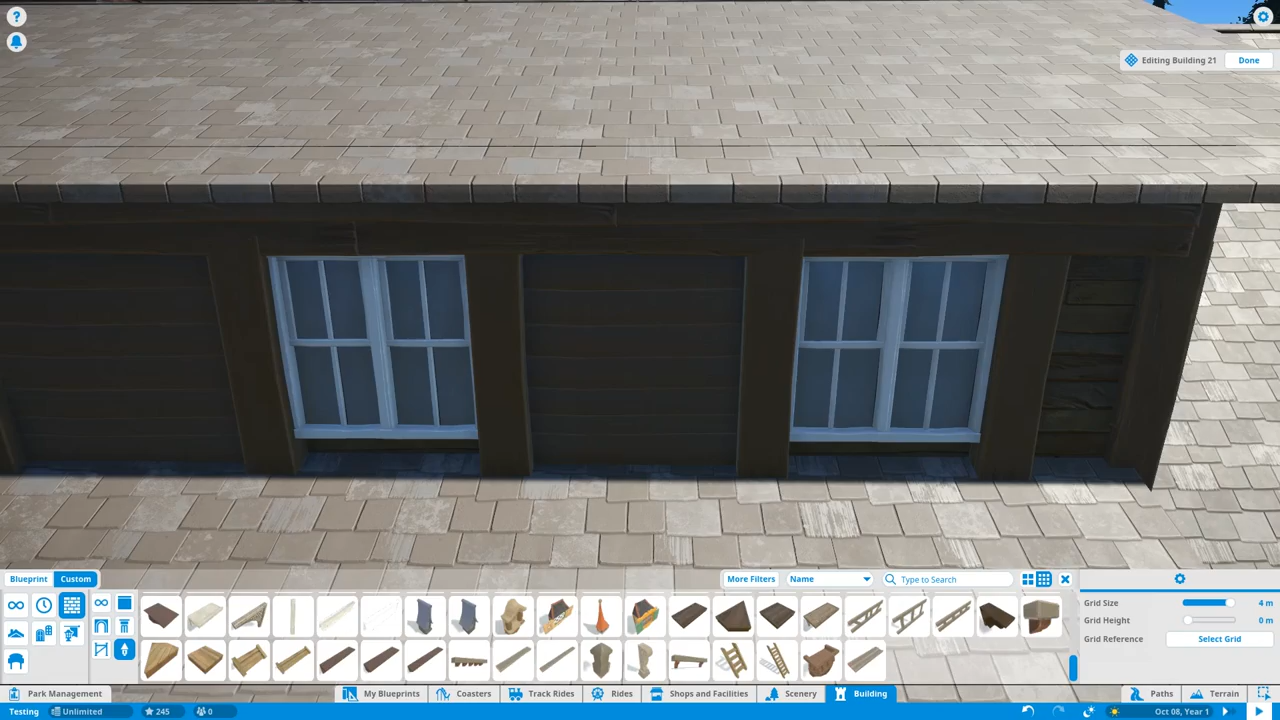 ?
Editing Building 21
Done
Blueprint
Custom
More Filters
Name
Type to Search
Grid Size
4 m
Grid Height
0 m
Grid Reference
Select Grid
Park Management
My Blueprints
Coasters
Track Rides
Rides
Shops and Facilities
Scenery
Building
Paths
Terrain
Testing
Unlimited
245
0
Oct 08, Year 1